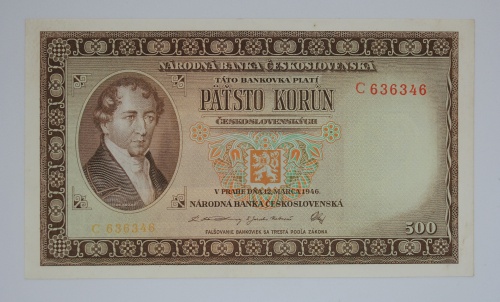 NÁRODNÁ BANKA ČESKOSLOVENSKÁ
TÁTO BANKOVKA PLATÍ
PÄŤSTO KORÚN
C 636346
ČESKOSLOVENSKÝCH
V PRAHE DŇA 12. MARCA 1946.
NÁRODNÁ BANKA ČESKOSLOVENSKÁ
C 636346
500
FALŠOVANIE BANKOVIEK SA TRESTÁ PODĽA ZÁKONA